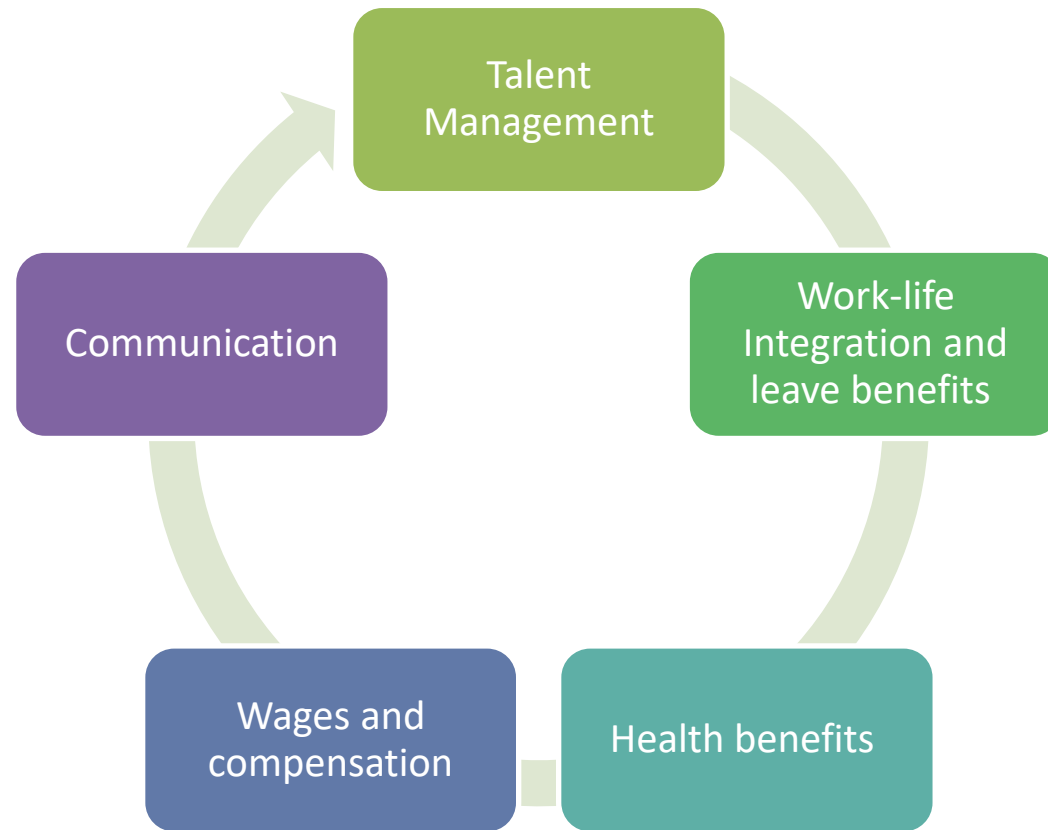 Talent
Management
Work-life
Integration and
leave benefits
Health benefits
Wages and
compensation
Communication